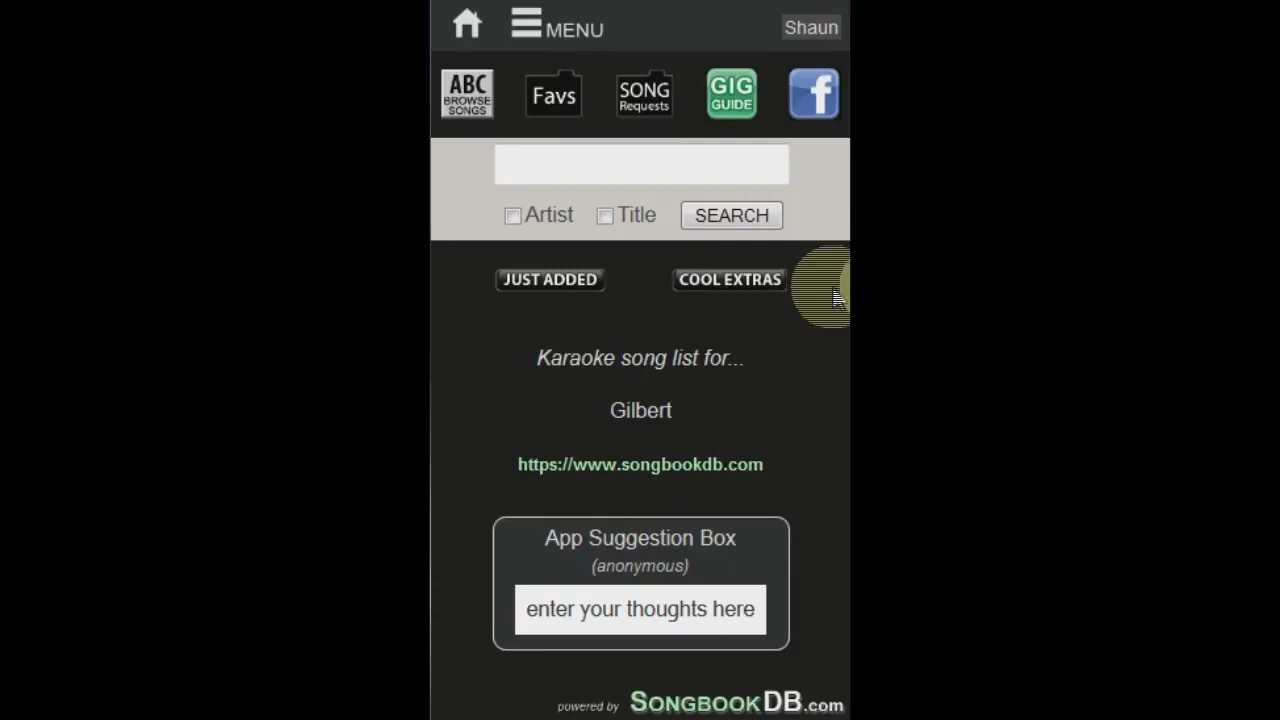 MENU
Shaun
ABC
BROWSE
SONGS
Favs
SONG
Requests
GIG
GUIDE
f
Artist
Title
SEARCH
JUST ADDED
COOL EXTRAS
Karaoke song list for...
Gilbert
https://www.songbookdb.com
App Suggestion Box
(anonymous)
enter your thoughts here
powered by SONGBOOKDB.com